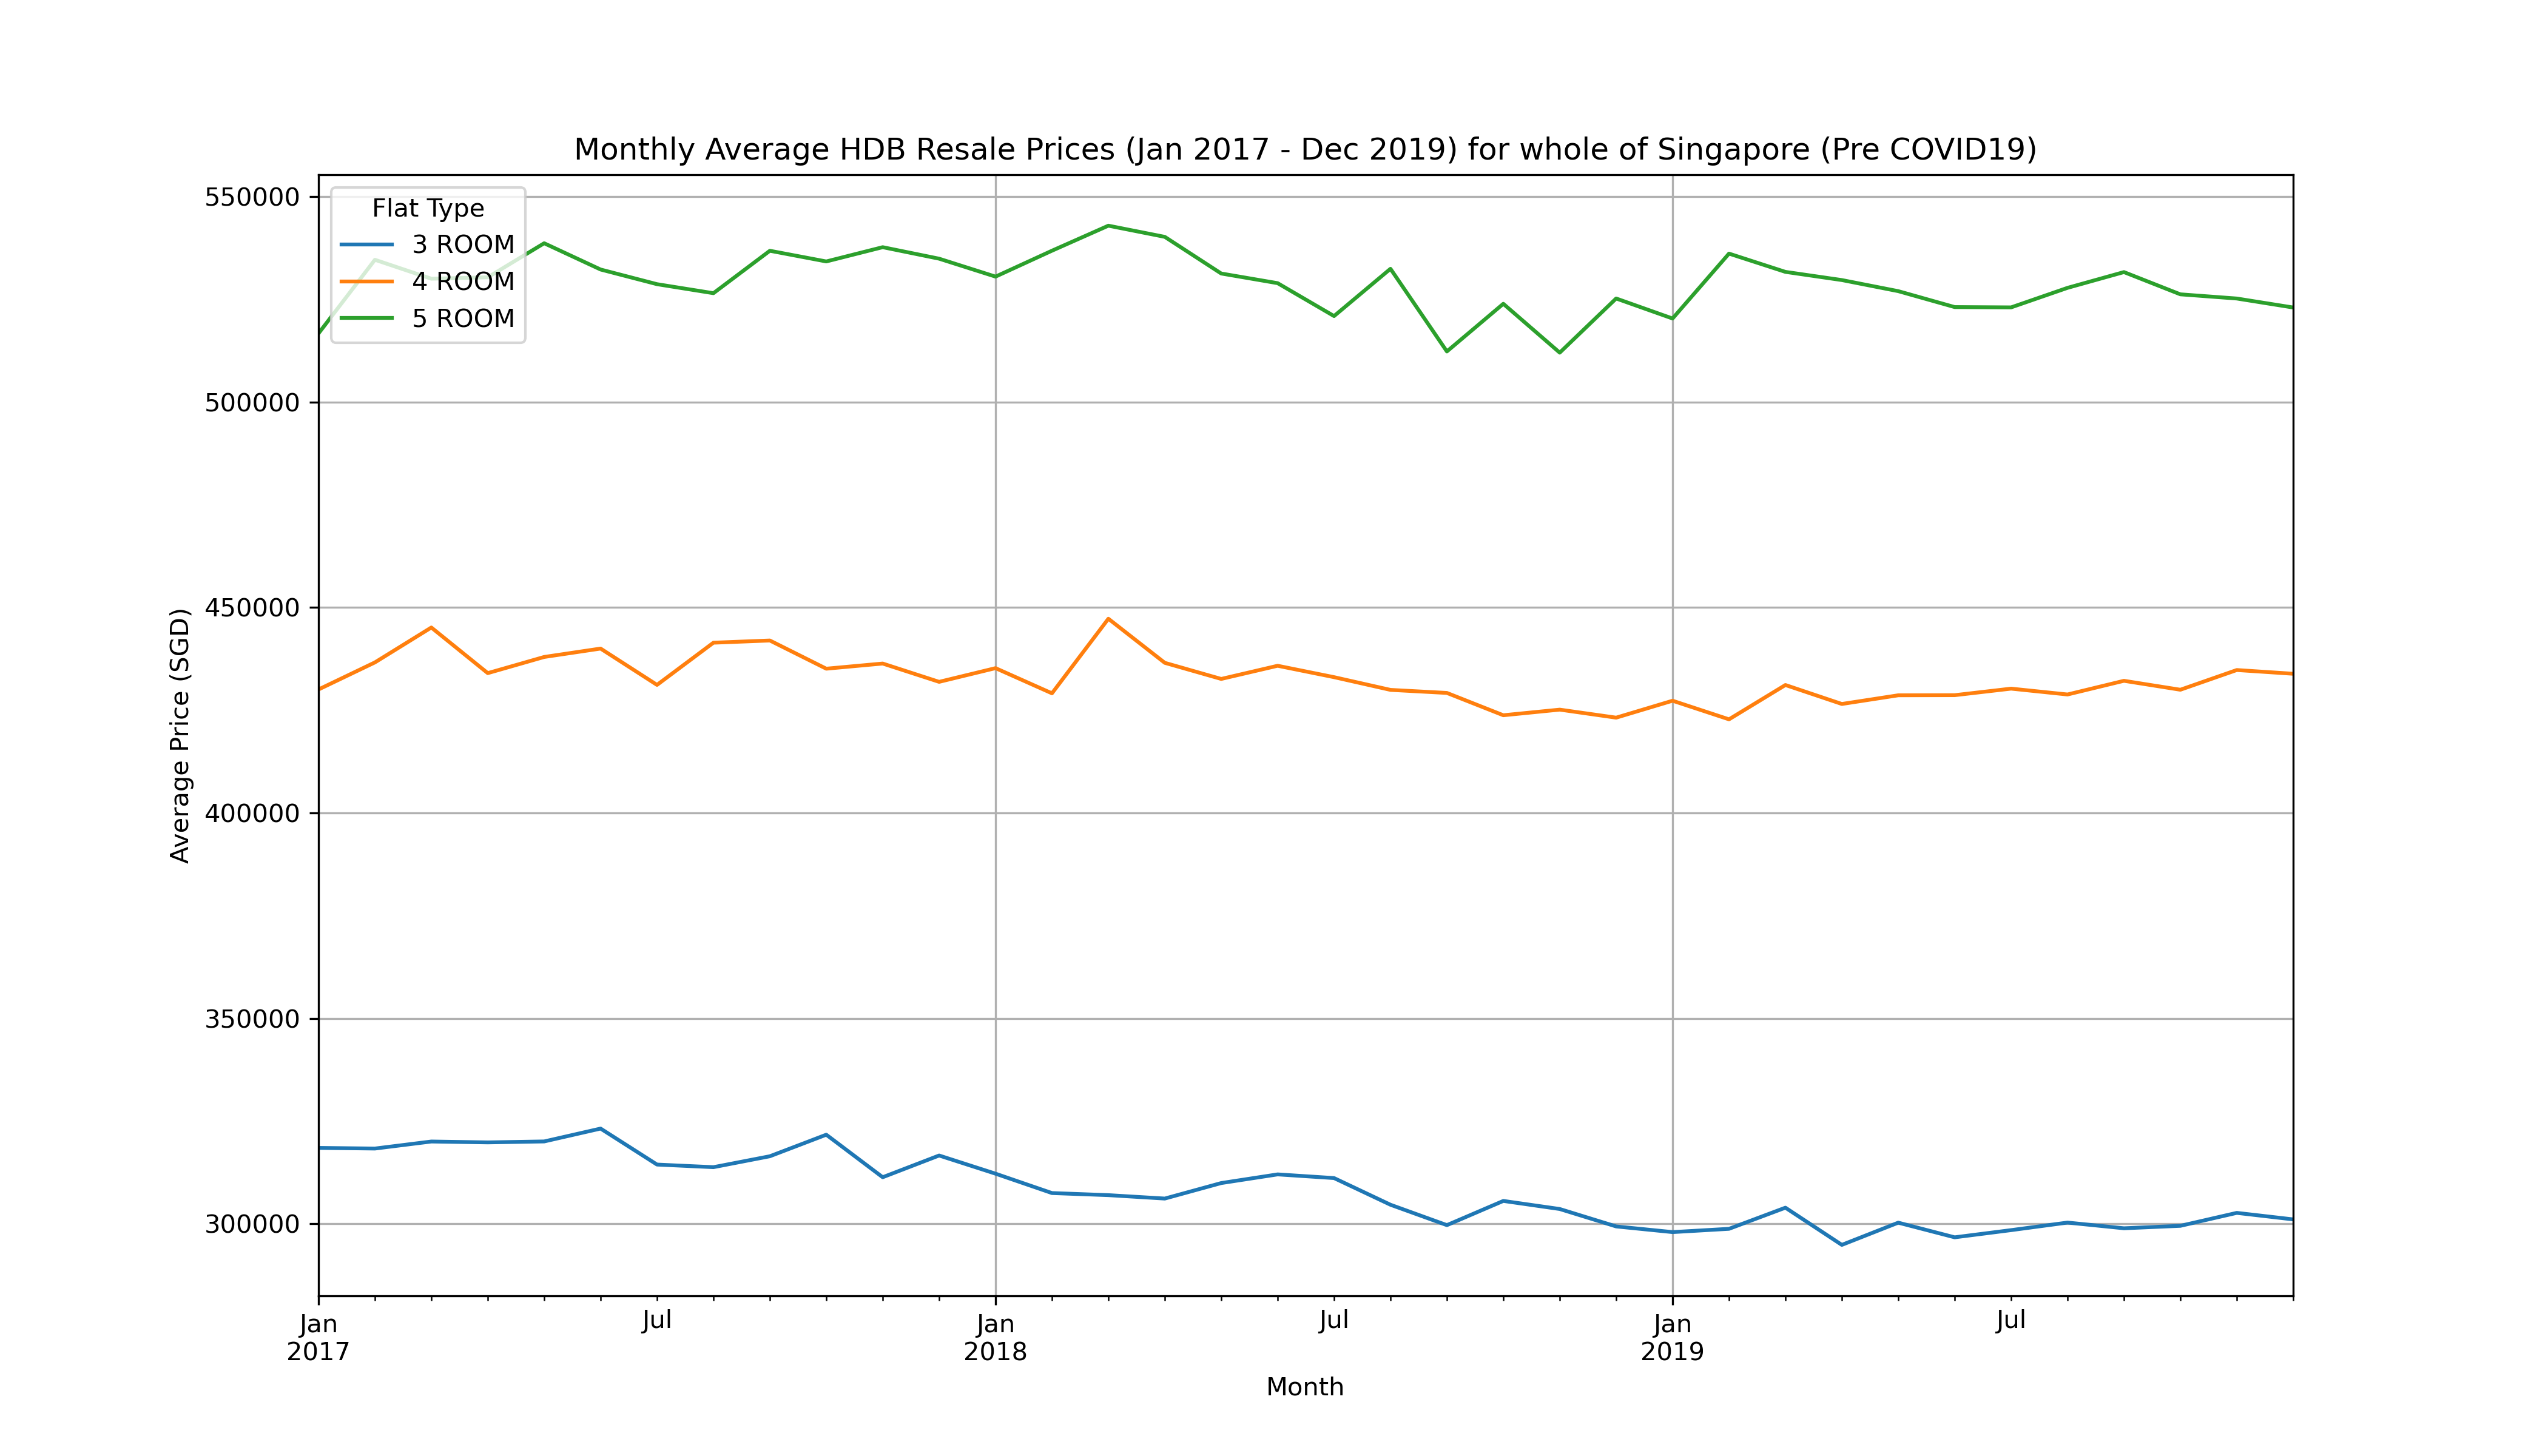 Monthly Average HDB Resale Prices (Jan 2017 - Dec 2019) for whole of Singapore (Pre COVID19)
Flat Type
3 ROOM
4 ROOM
5 ROOM
550000
500000
450000
400000
350000
300000
Average Price (SGD)
Jan Jul Jan Jul Jan Jul
2017 2018 2019
Month